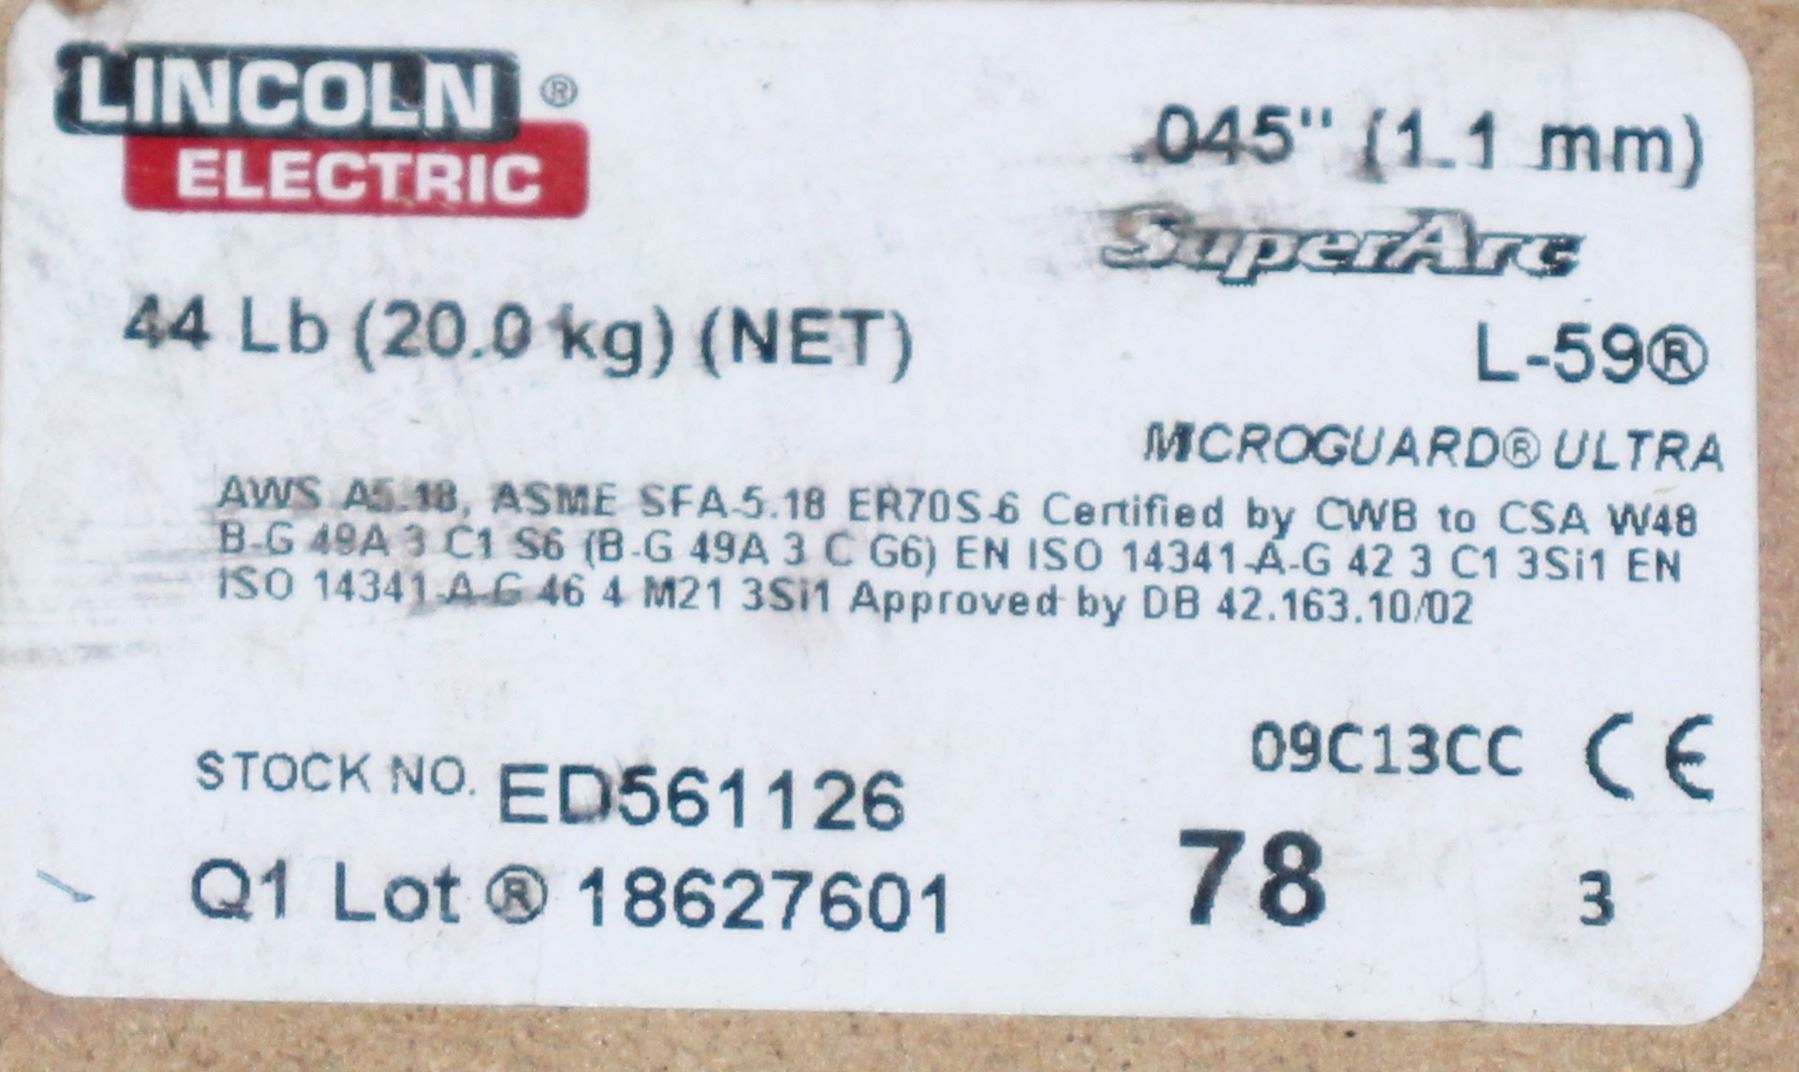 LINCOLN ®
ELECTRIC
.045" (1.1 mm)
SuperArc
44 Lb (20.0 kg) (NET)
L-59®
MICROGUARD® ULTRA
AWS A5.18, ASME SFA-5.18 ER70S-6 Certified by CWB to CSA W48
B-G 49A 3 C1 S6 (B-G 49A 3 C G6) EN ISO 14341-A-G 42 3 C1 3Si1 EN
ISO 14341-A-G 46 4 M21 3Si1 Approved by DB 42.163.10/02
09C13CC CE
STOCK NO. ED561126
78 3
Q1 Lot ® 18627601